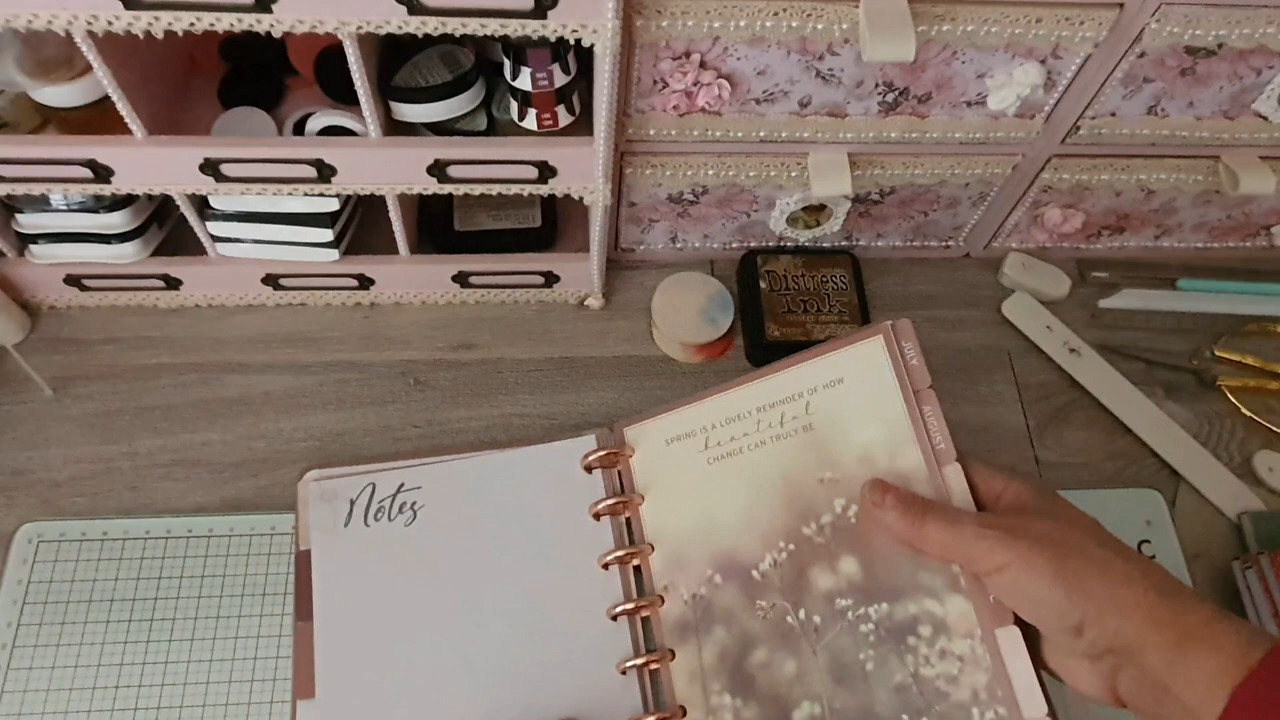 Distress
Ink
JULY
AUGUST
SPRING IS A LOVELY REMINDER OF HOW
beautiful
CHANGE CAN TRULY BE
Notes
C